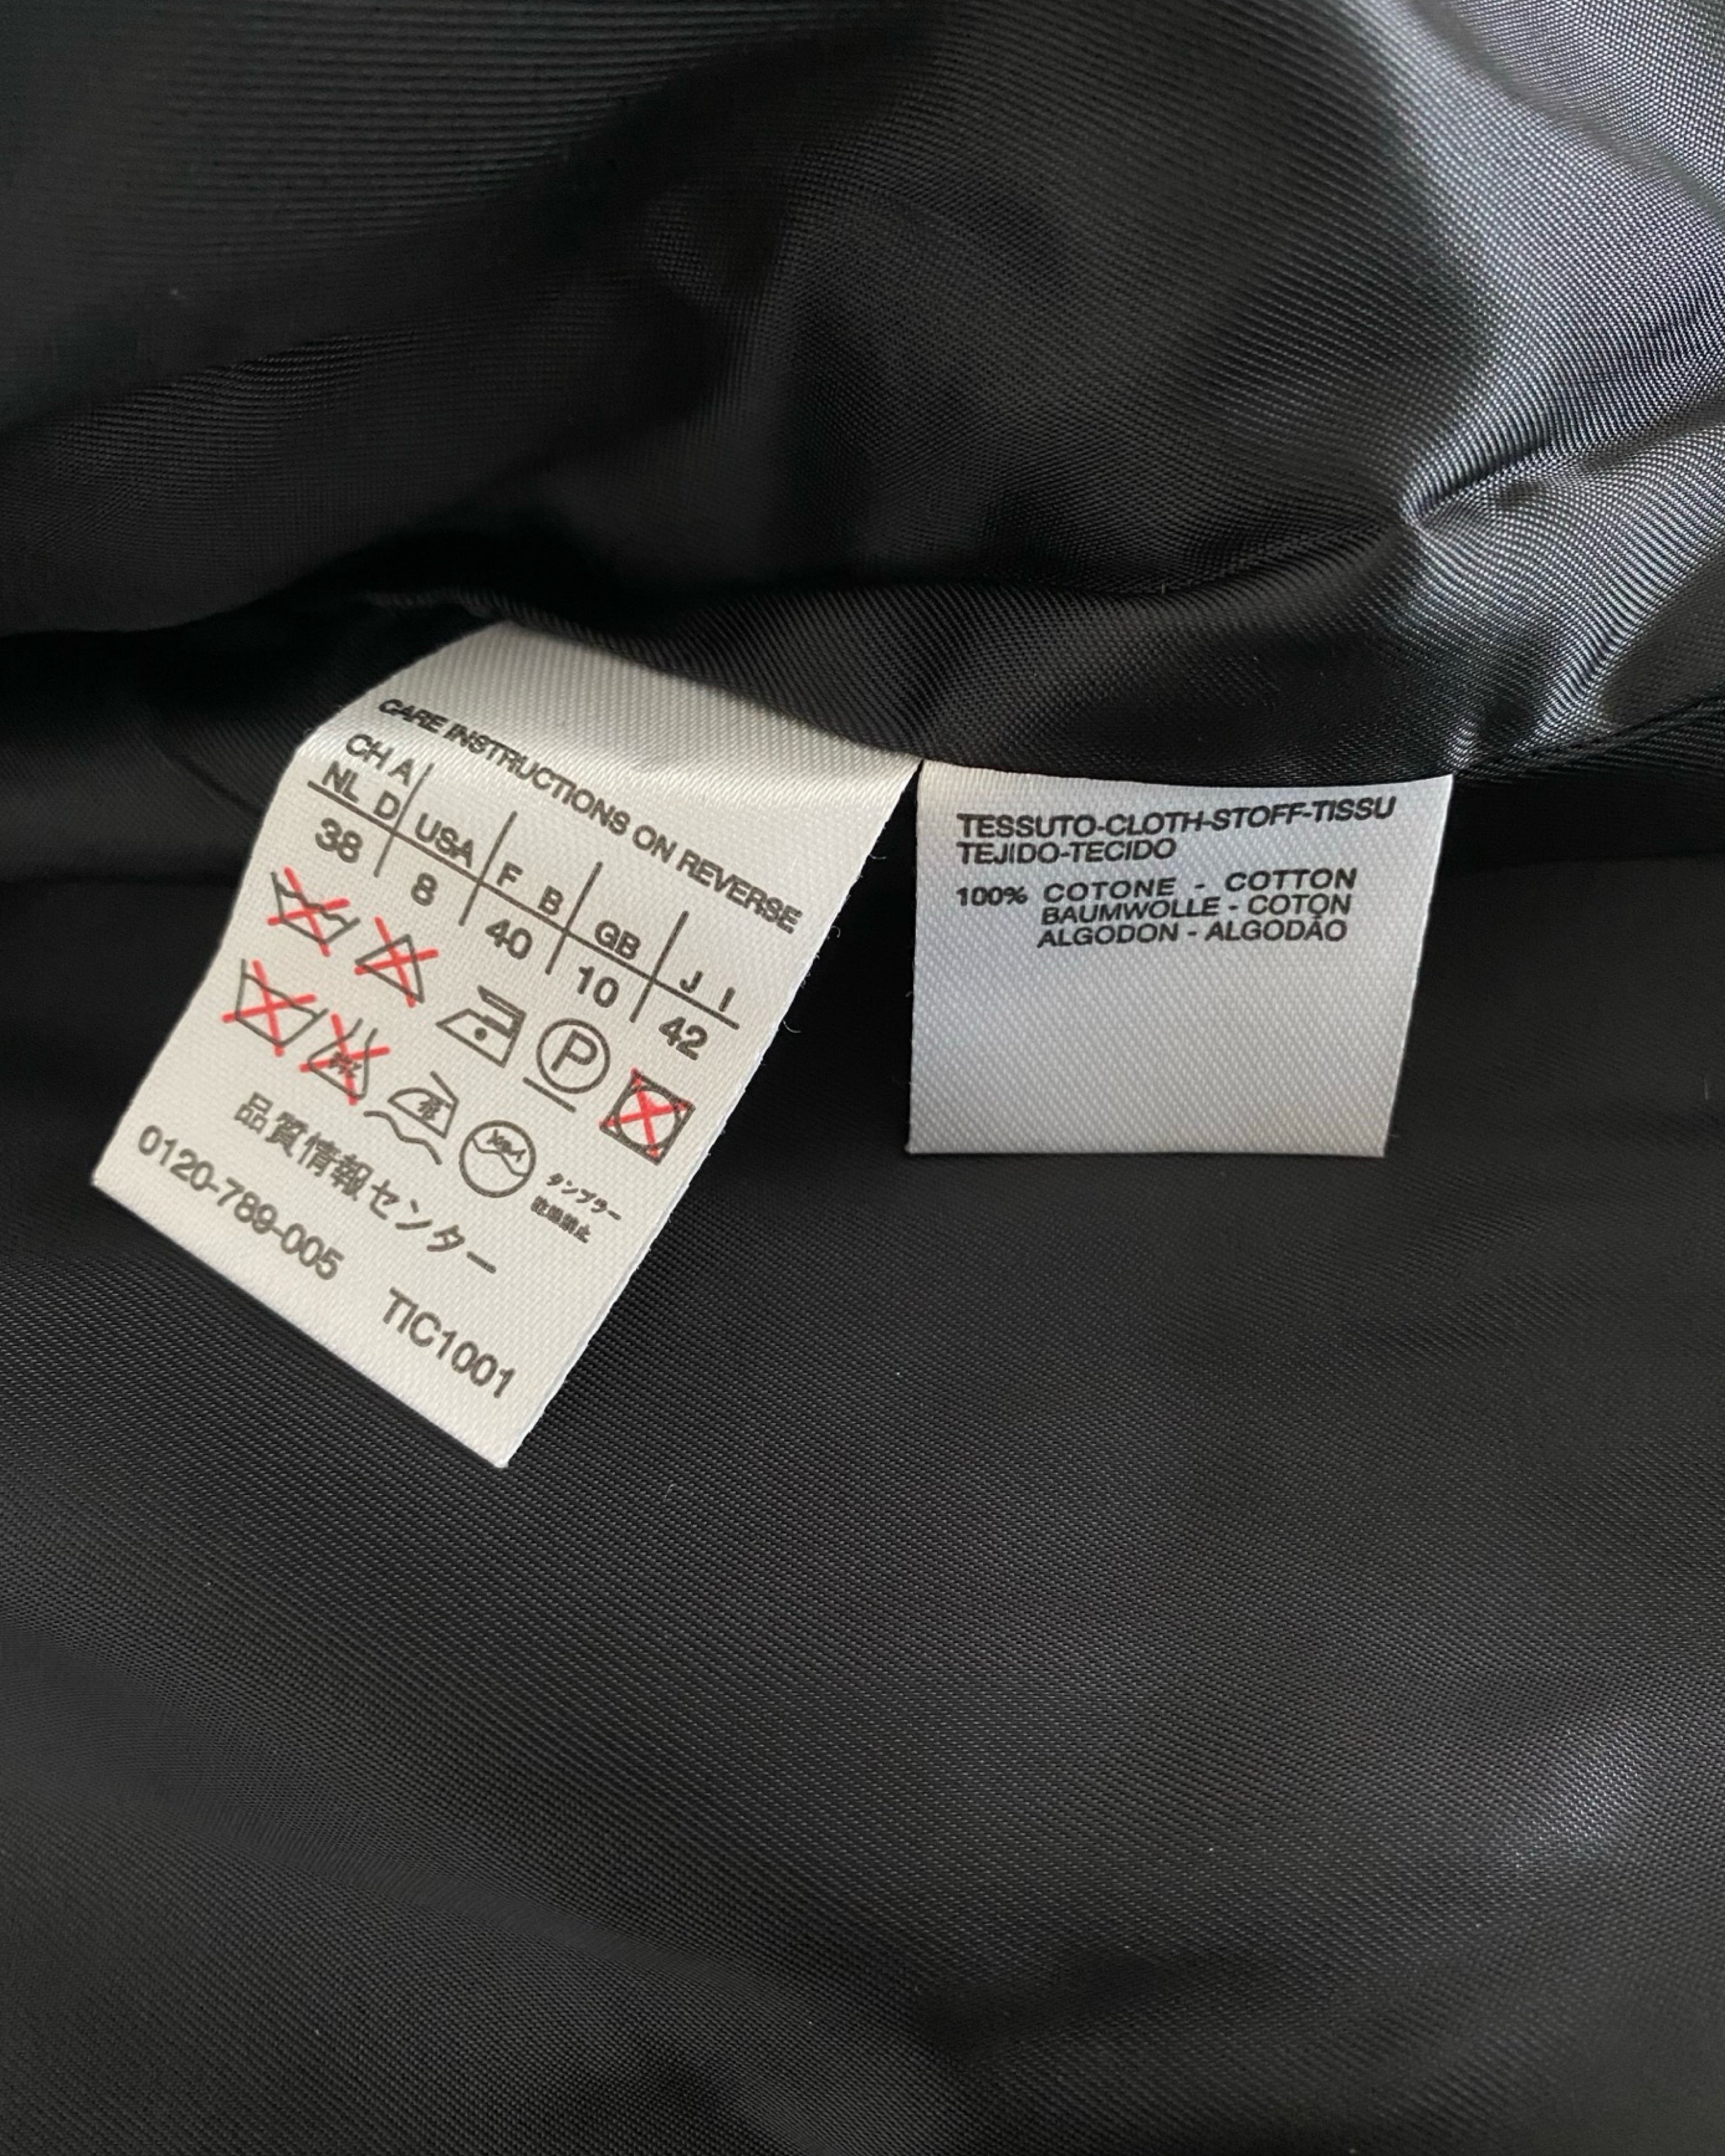 CARE INSTRUCTIONS ON REVERSE
CH A USA F B GB J I
NL D
38 8 40 10 42
P
タンブラー
乾燥禁止
品質情報センター
0120-789-005 TIC1001
TESSUTO-CLOTH-STOFF-TISSU
TEJIDO-TECIDO
100% COTONE - COTTON
BAUMWOLLE - COTON
ALGODON - ALGODÃO